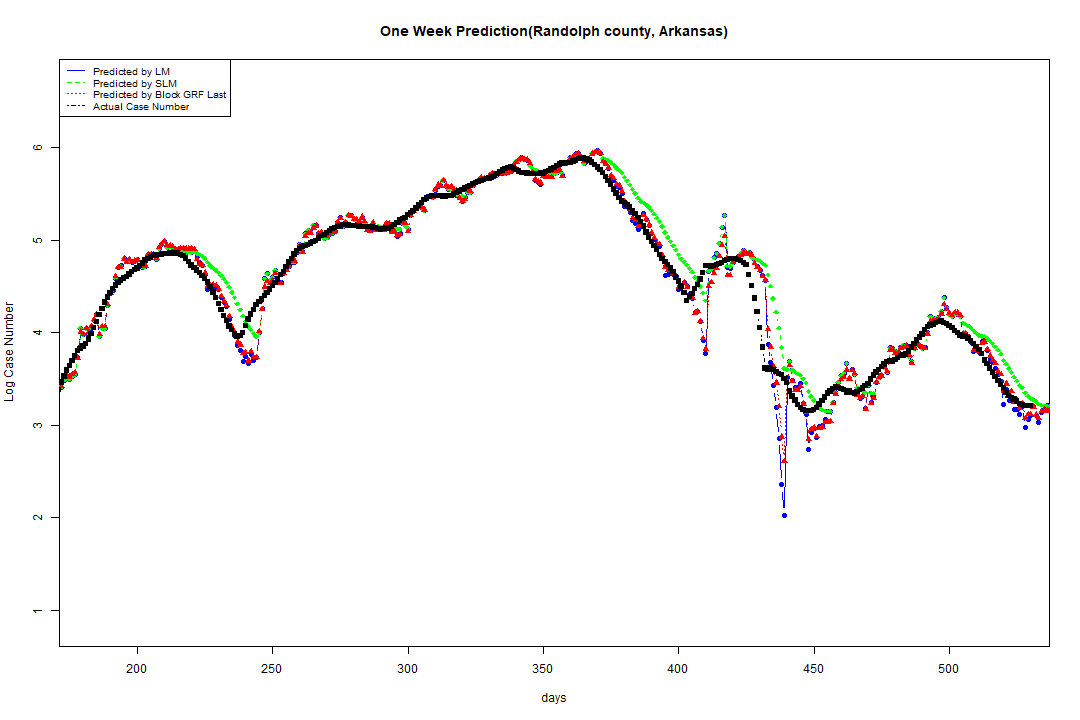 One Week Prediction(Randolph county, Arkansas)
Predicted by LM
Predicted by SLM
Predicted by Block GRF Last
Actual Case Number
Log Case Number
6
5
4
3
2
1
200 250 300 350 400 450 500
days